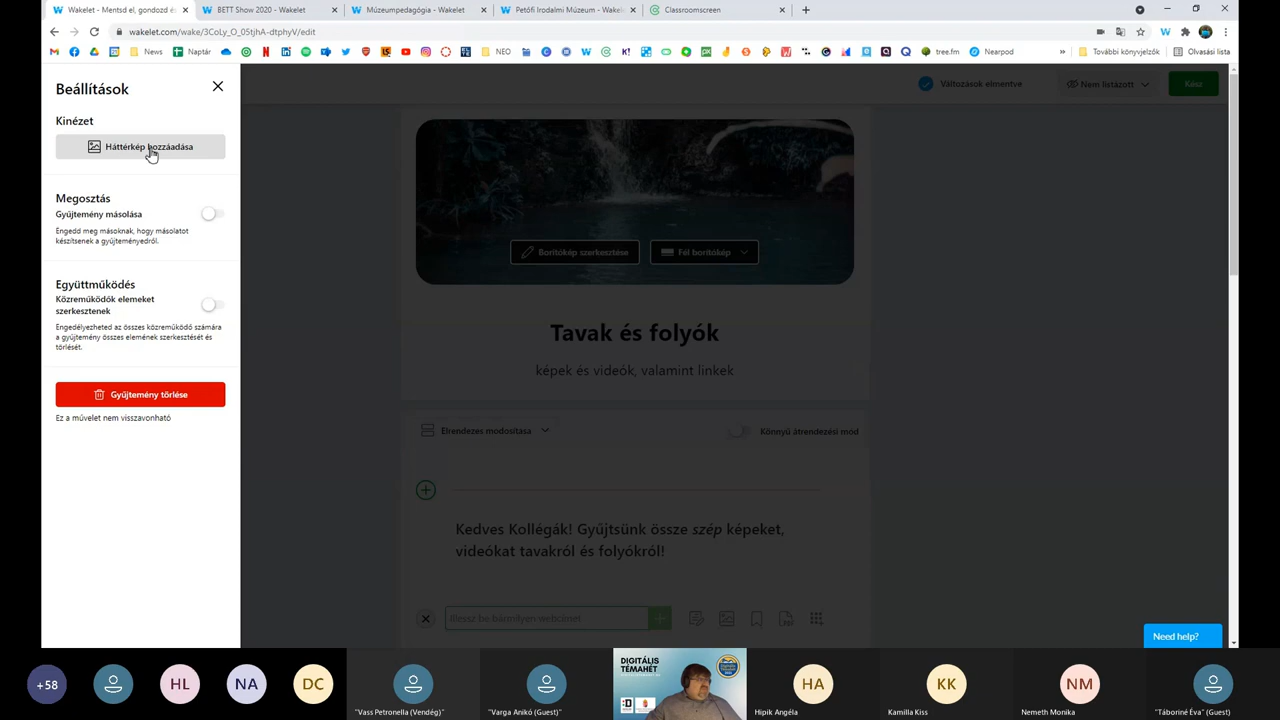 Wakelet - Mentsd el, gondozd és
BETT Show 2020 - Wakelet
Múzeumpedagógia - Wakelet
Petőfi Irodalmi Múzeum - Wakel
Classroomscreen
wakelet.com/wake/3CoLy_O_05tjhA-dtphyV/edit
News
Naptár
NEO
tree.fm
Nearpod
További könyvjelzők
Olvasási lista
Beállítások
Változások elmentve
Nem listázott
Kész
Kinézet
Háttérkép hozzáadása
Megosztás
Gyűjtemény másolása
Engedd meg másoknak, hogy másolatot
készítsenek a gyűjteményedről.
Borítókép szerkesztése
Fél borítókép
Együttműködés
Közreműködők elemeket
szerkesztenek
Engedélyezheted az összes közreműködő számára
a gyűjtemény összes elemének szerkesztését és
törlését.
Tavak és folyók
képek és videók, valamint linkek
Gyűjtemény törlése
Ez a művelet nem visszavonható
Elrendezés módosítása
Könnyű átrendezési mód
Kedves Kollégák! Gyűjtsünk össze szép képeket,
videókat tavakról és folyókról!
Illessz be bármilyen webcímet
Need help?
+58
HL
NA
DC
"Vass Petronella (Vendég)"
"Varga Anikó (Guest)"
DIGITÁLIS
TÉMAHÉT
HA
Hipik Angéla
KK
Kamilla Kiss
NM
Nemeth Monika
"Táboriné Éva" (Guest)